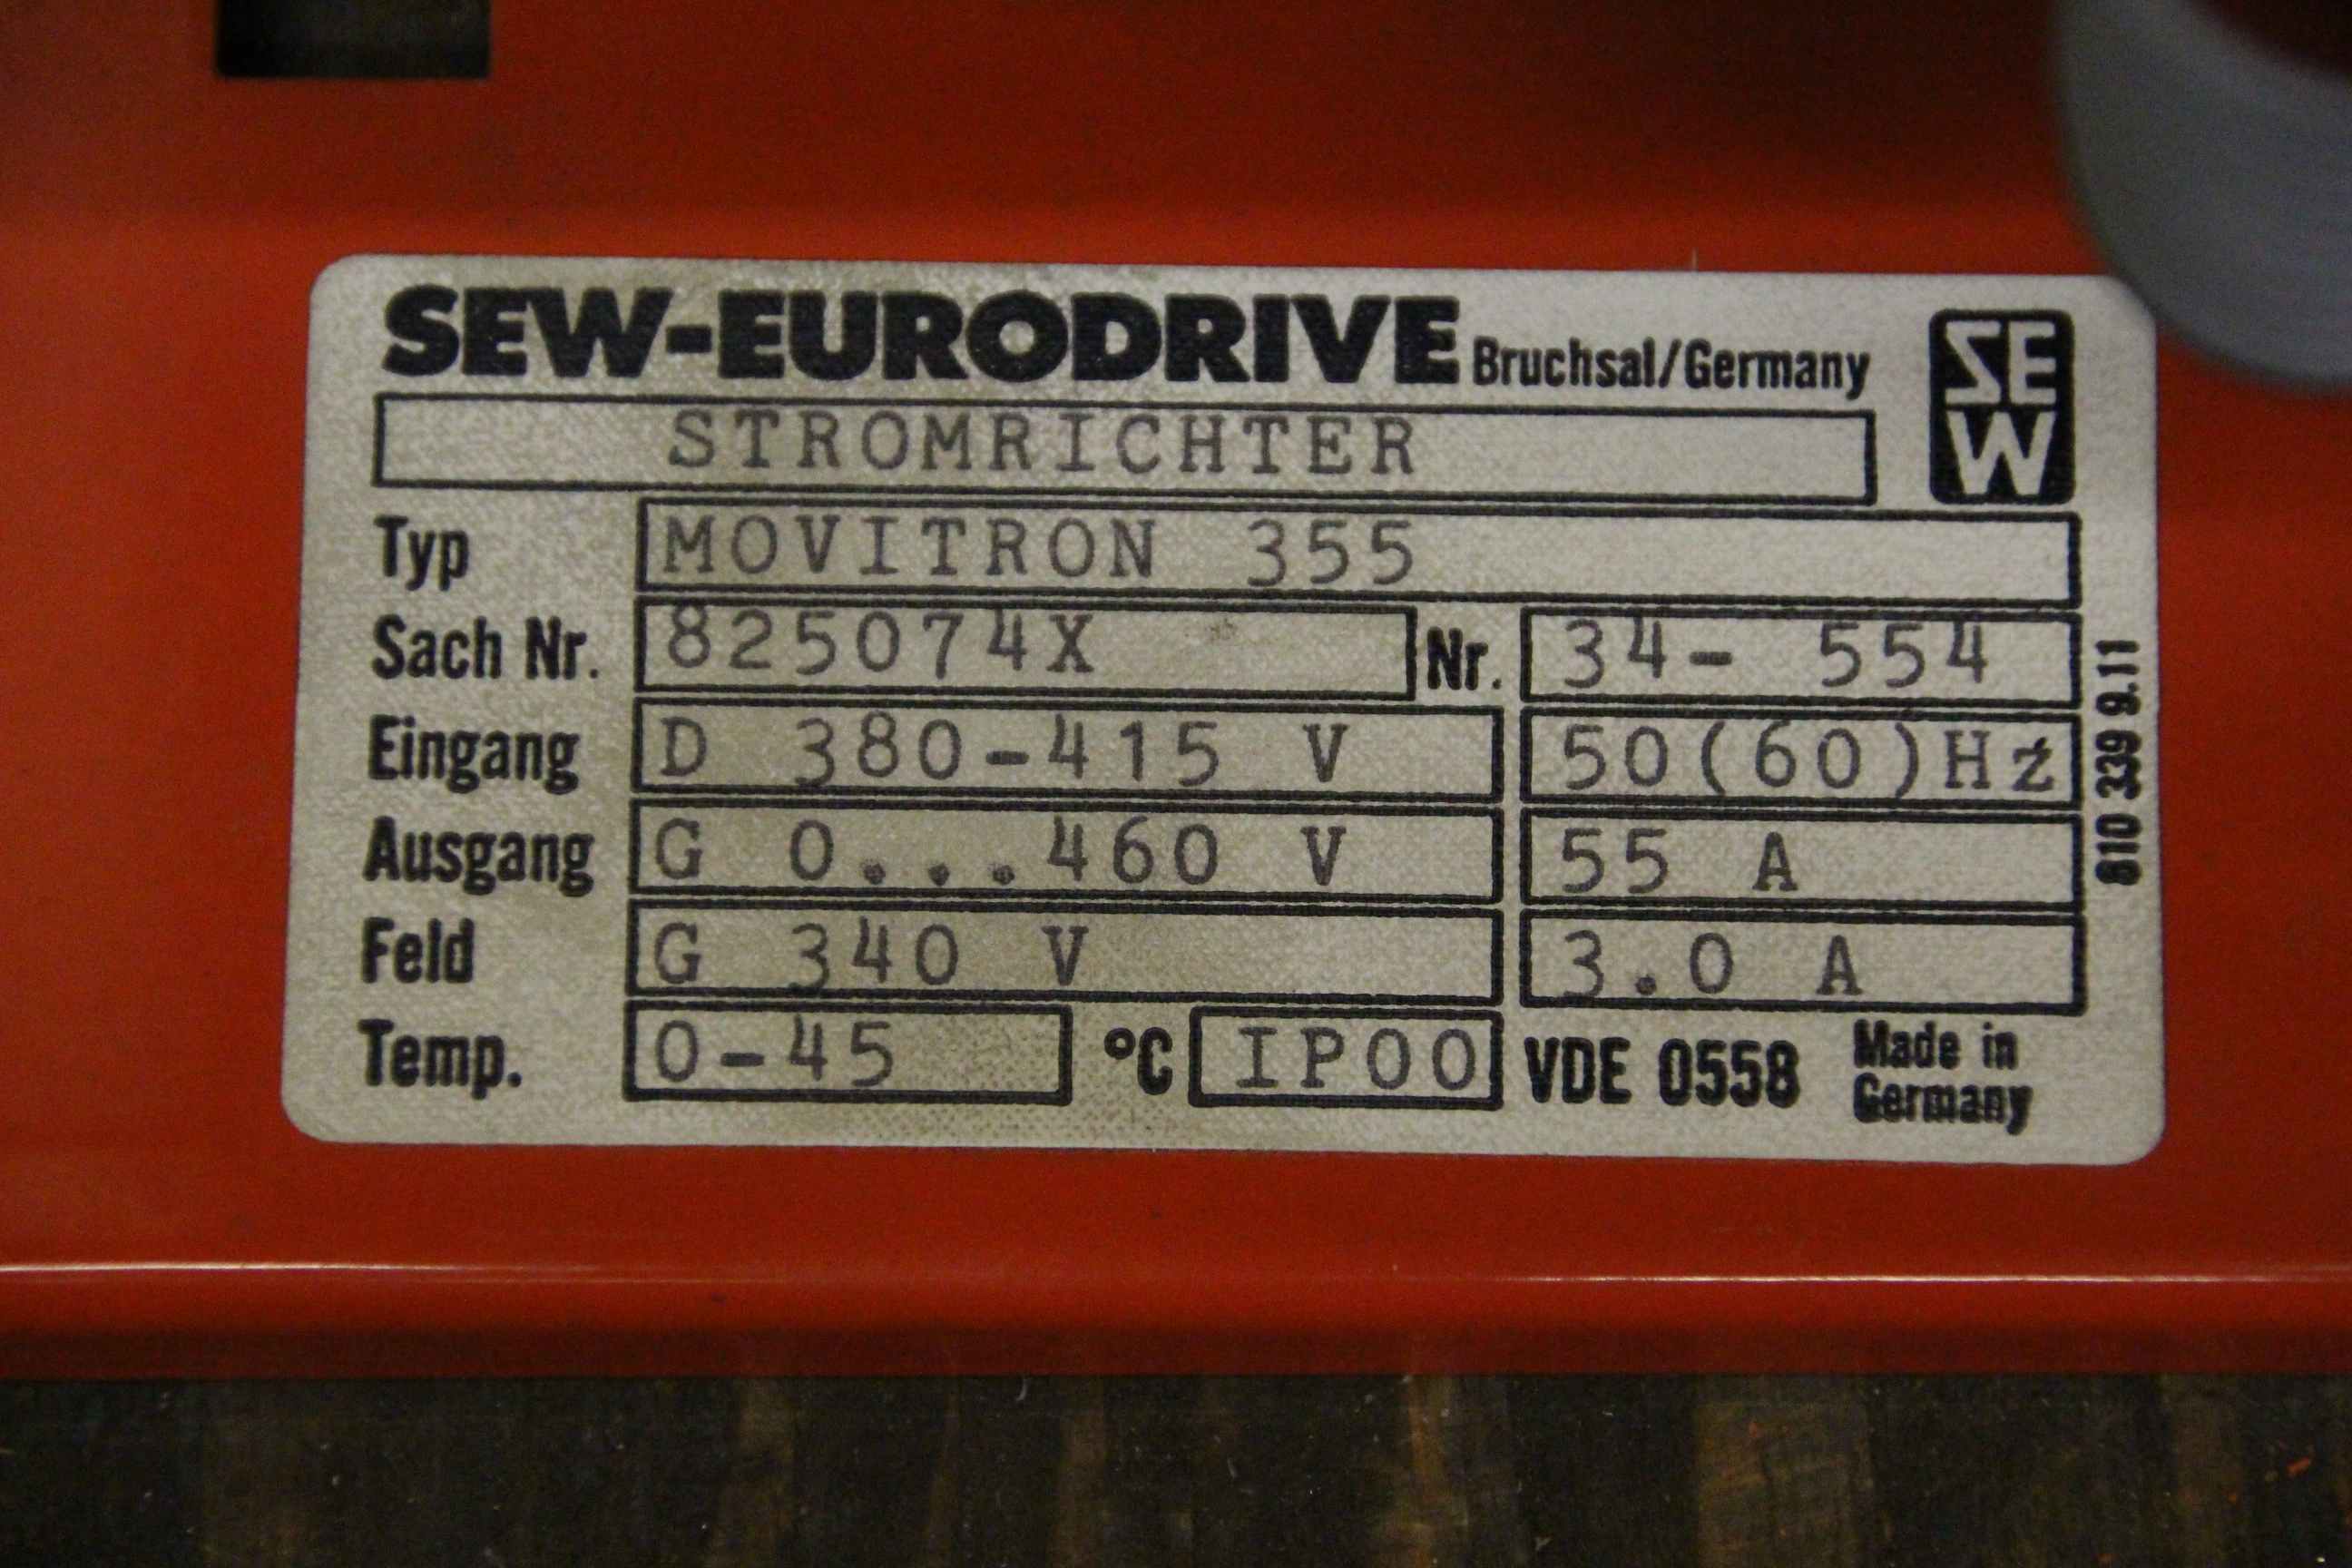 SEW-EURODRIVE Bruchsal/Germany
SEW
STROMRICHTER
Typ MOVITRON 355
Sach Nr. 825074X Nr. 34- 554
Eingang D 380-415 V 50(60)Hz
Ausgang G 0...460 V 55 A
Feld G 340 V 3.0 A
Temp. 0-45 °C IP00 VDE 0558 Made in Germany
810 339 9.11